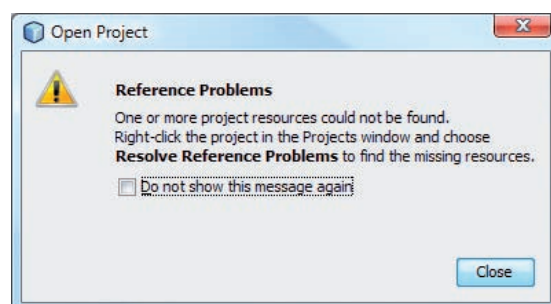 Open Project
Reference Problems
One or more project resources could not be found.
Right-click the project in the Projects window and choose
Resolve Reference Problems to find the missing resources.
Do not show this message again
Close